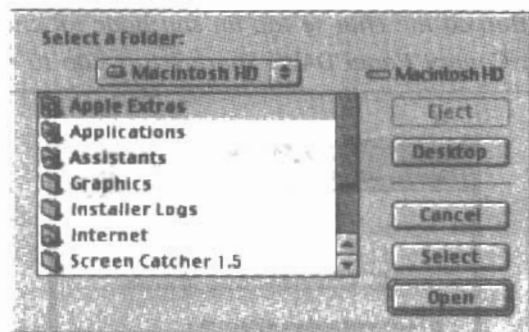 Select a Folder:
Macintosh HD
Macintosh HD
Apple Extras
Applications
Assistants
Graphics
Installer Logs
Internet
Screen Catcher 1.5
Eject
Desktop
Cancel
Select
Open